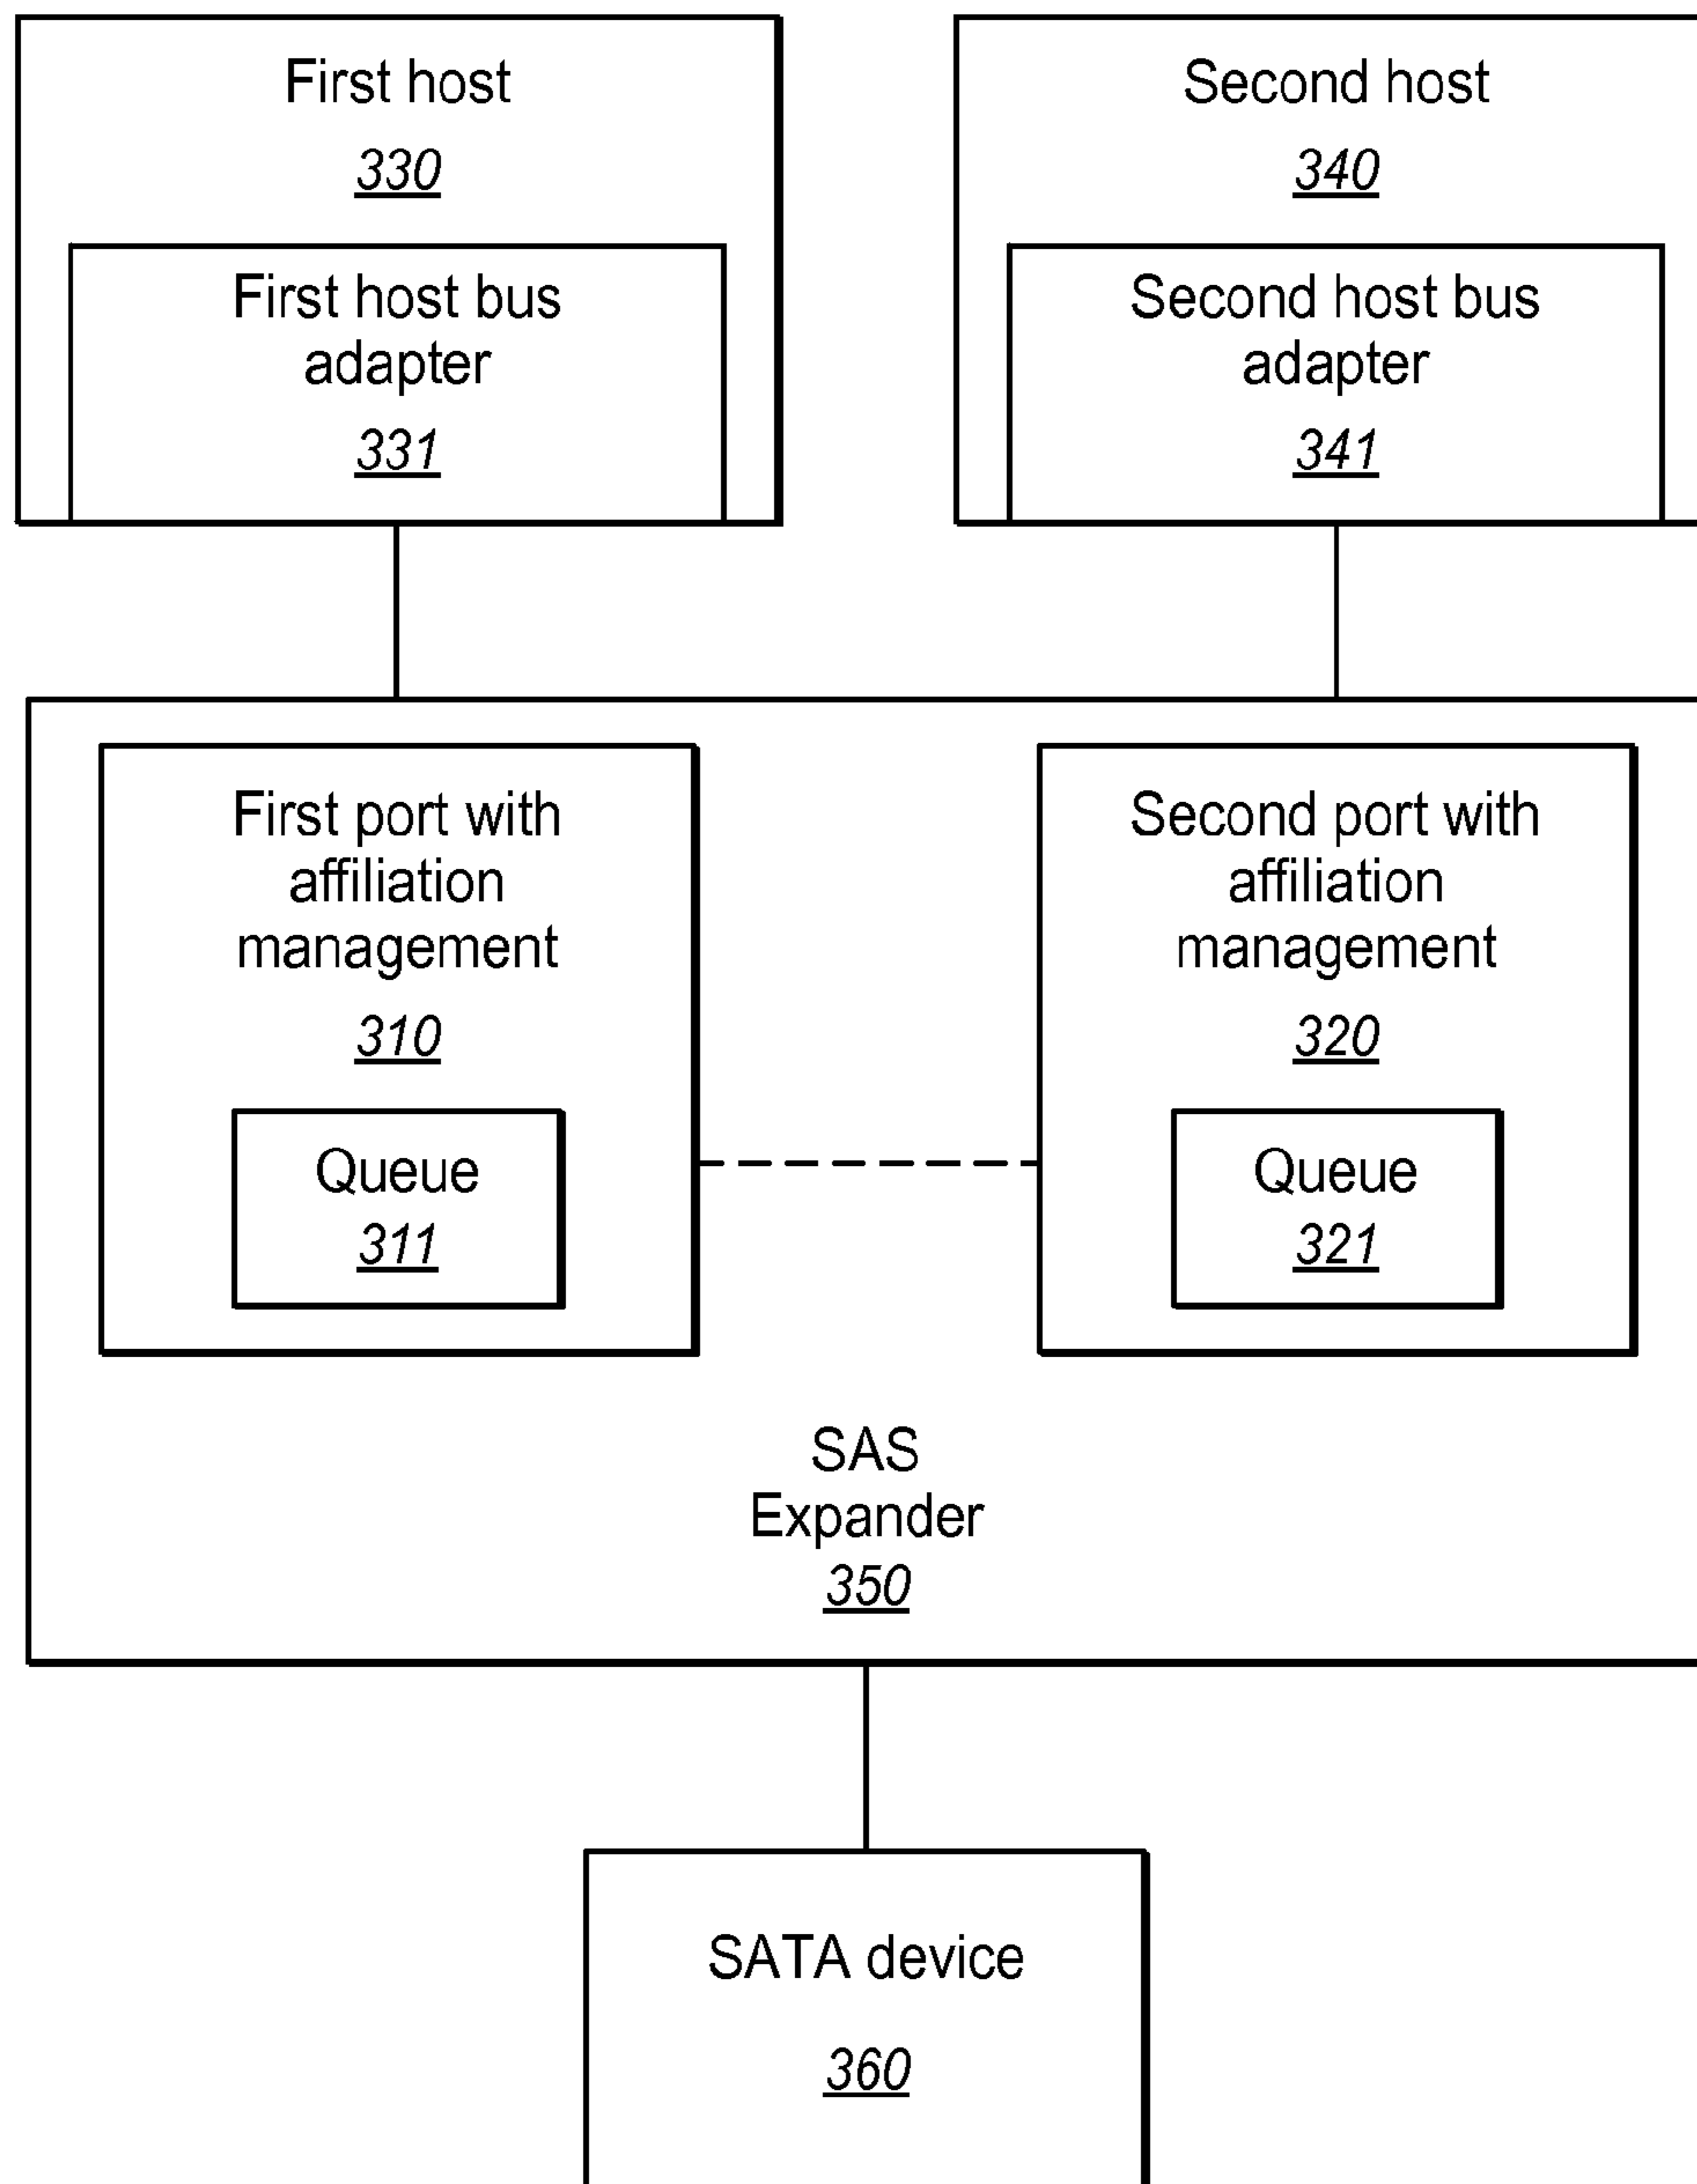 First host
330
First host bus
adapter
331
Second host
340
Second host bus
adapter
341
First port with
affiliation
management
310
Queue
311
Second port with
affiliation
management
320
Queue
321
SAS
Expander
350
SATA device
360